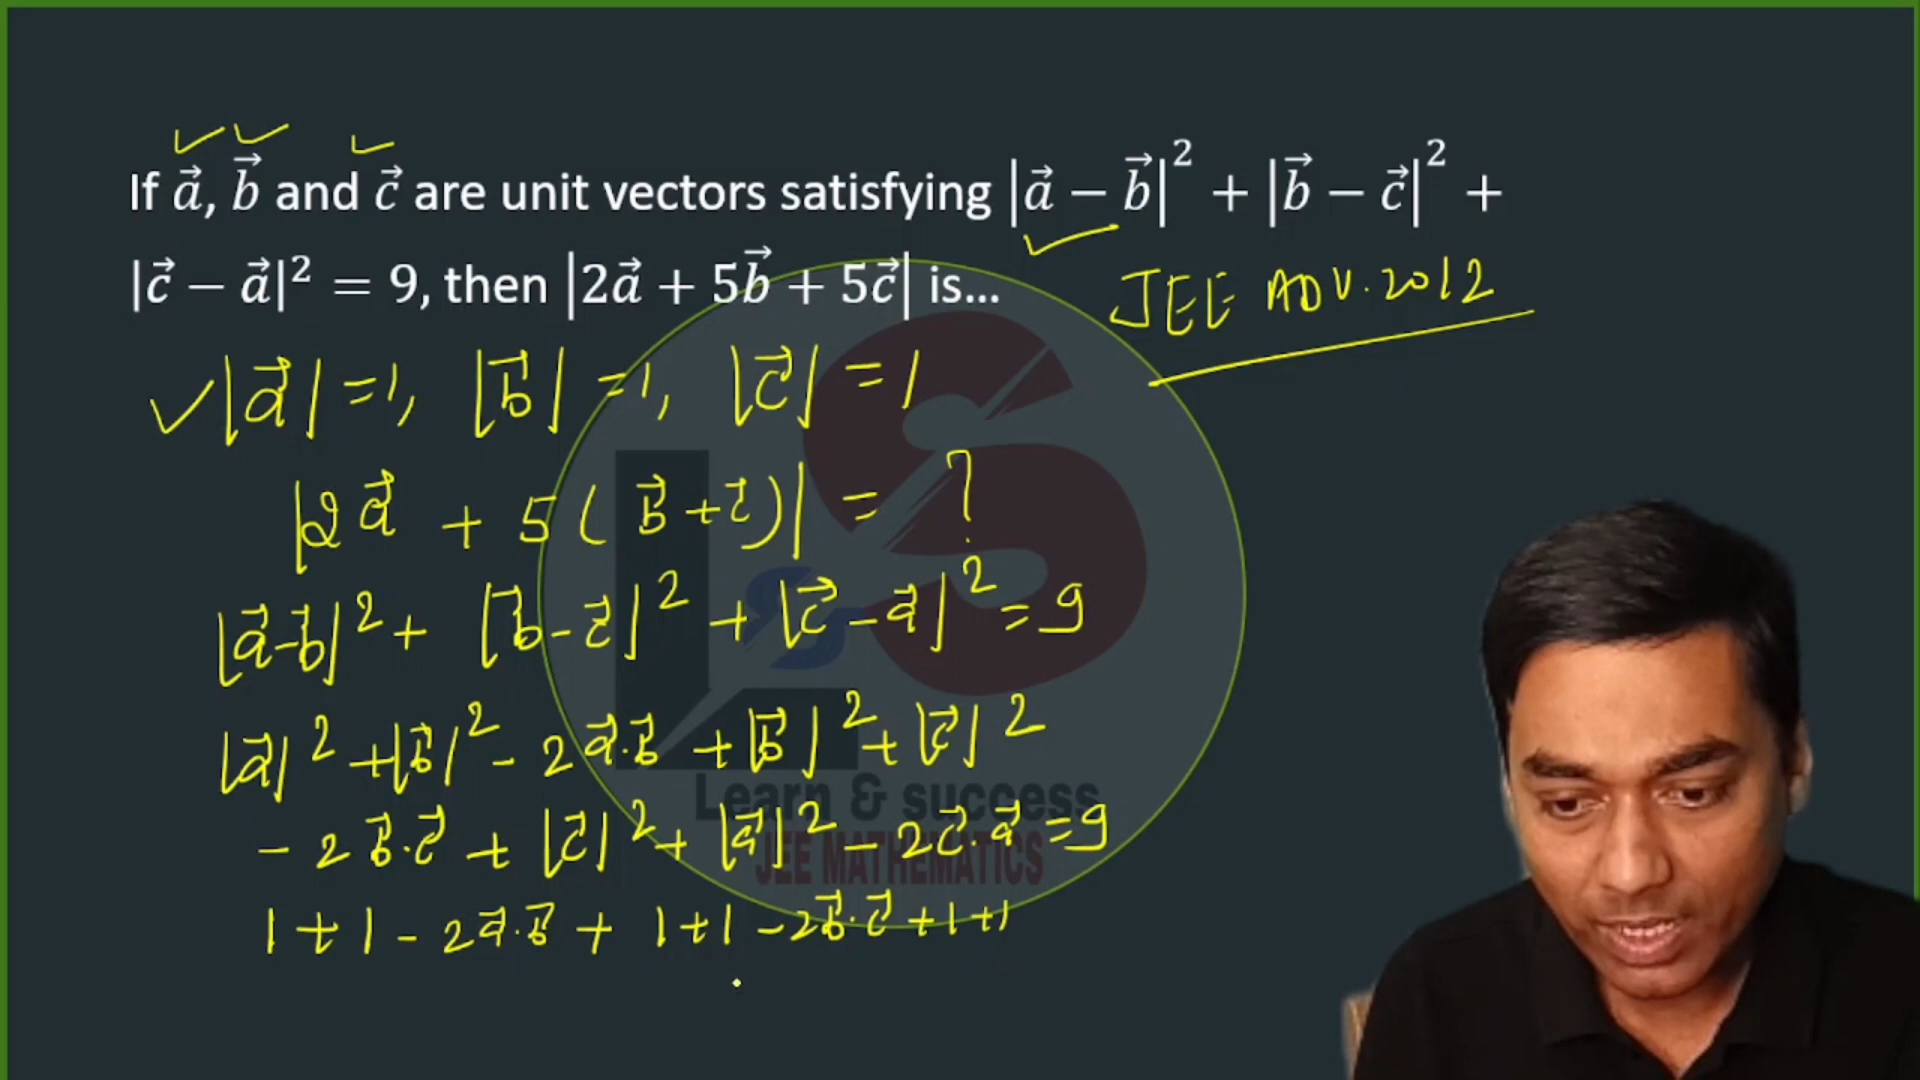 If a⃗, b⃗ and c⃗ are unit vectors satisfying |a⃗ − b⃗|² + |b⃗ − c⃗|² +
|c⃗ − a⃗|² = 9, then |2a⃗ + 5b⃗ + 5c⃗| is...
JEE ADV. 2012
|a⃗| = 1, |b⃗| = 1, |c⃗| = 1
|2a⃗ + 5(b⃗ + c⃗)| = ?
|a⃗-b⃗|² + |b⃗-c⃗|² + |c⃗-a⃗|² = 9
|a⃗|² + |b⃗|² - 2a⃗.b⃗ + |b⃗|² + |c⃗|²
- 2b⃗.c⃗ + |c⃗|² + |a⃗|² - 2c⃗.a⃗ = 9
1 + 1 - 2a⃗.b⃗ + 1 + 1 - 2b⃗.c⃗ + 1 + 1
LS
Learn & success
JEE MATHEMATICS